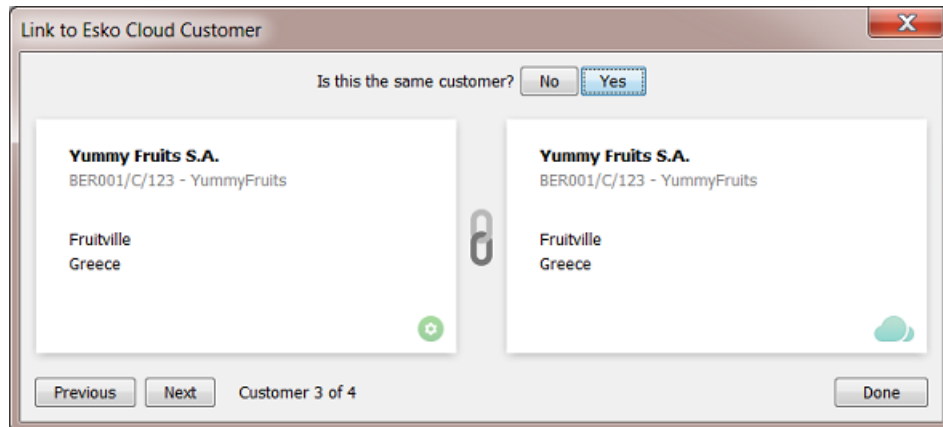 Link to Esko Cloud Customer
Is this the same customer? No Yes
Yummy Fruits S.A.
BER001/C/123 - YummyFruits
Fruitville
Greece
Yummy Fruits S.A.
BER001/C/123 - YummyFruits
Fruitville
Greece
Previous Next Customer 3 of 4 Done